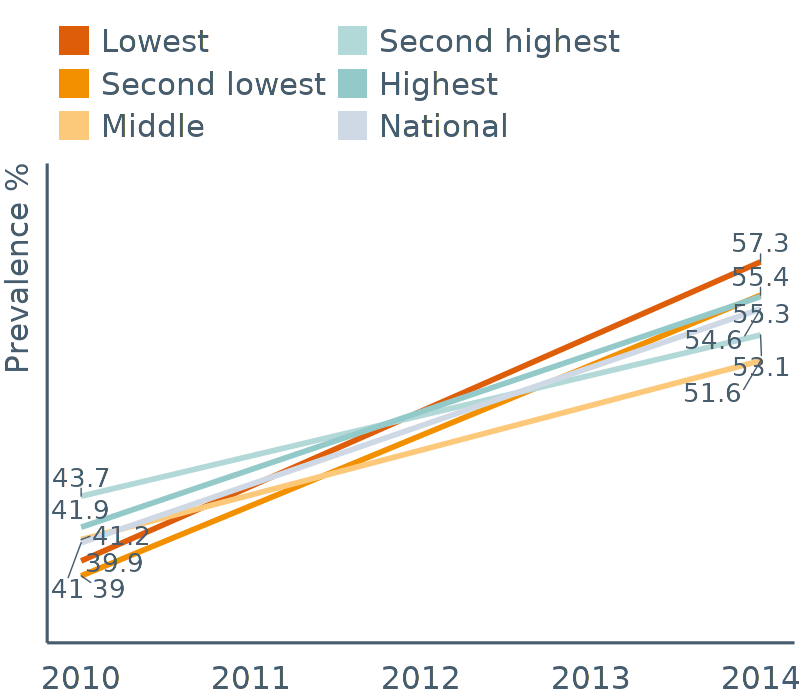 Lowest
Second highest
Second lowest
Highest
Middle
National
Prevalence %
57.3
55.4
55.3
54.6
53.1
51.6
43.7
41.9
41.2
39.9
41
39
2010 2011 2012 2013 2014